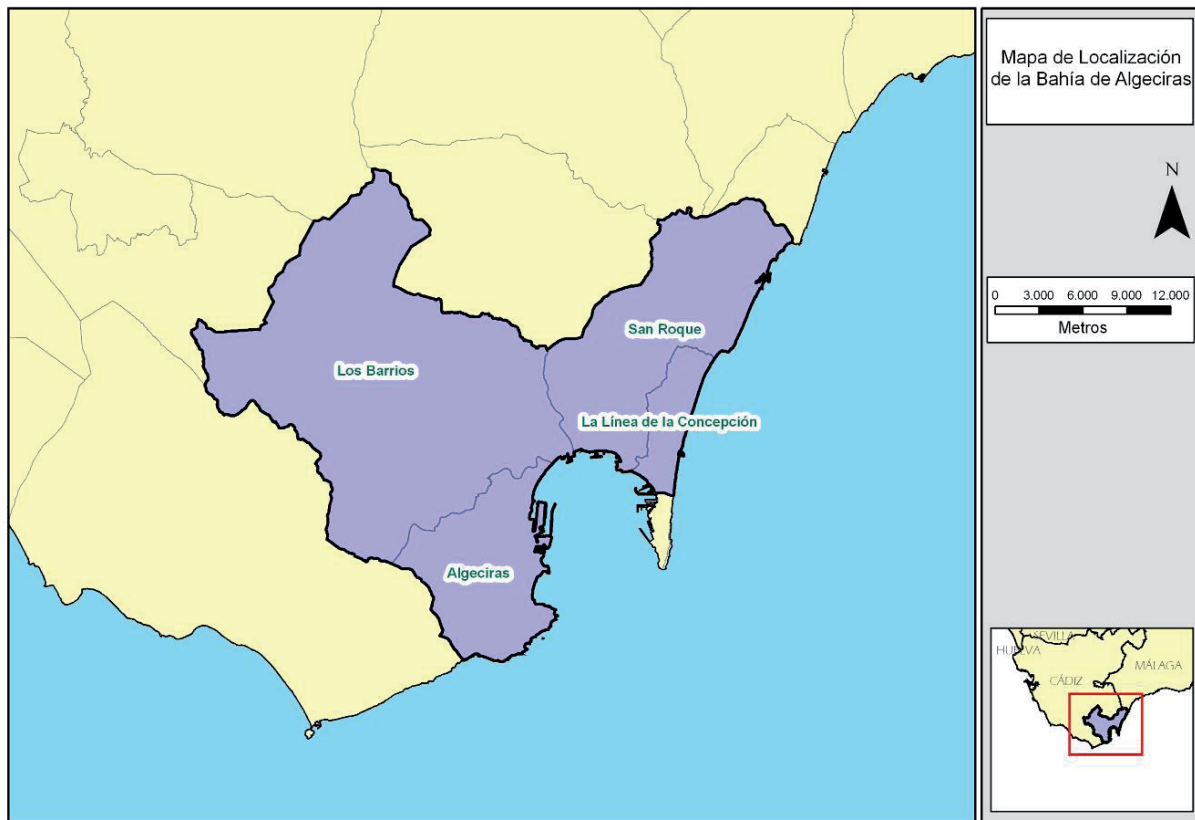 Mapa de Localización
de la Bahía de Algeciras
N
0 3.000 6.000 9.000 12.000
Metros
San Roque
Los Barrios
La Línea de la Concepción
Algeciras
SEVILLA
HUELVA
MÁLAGA
CÁDIZ